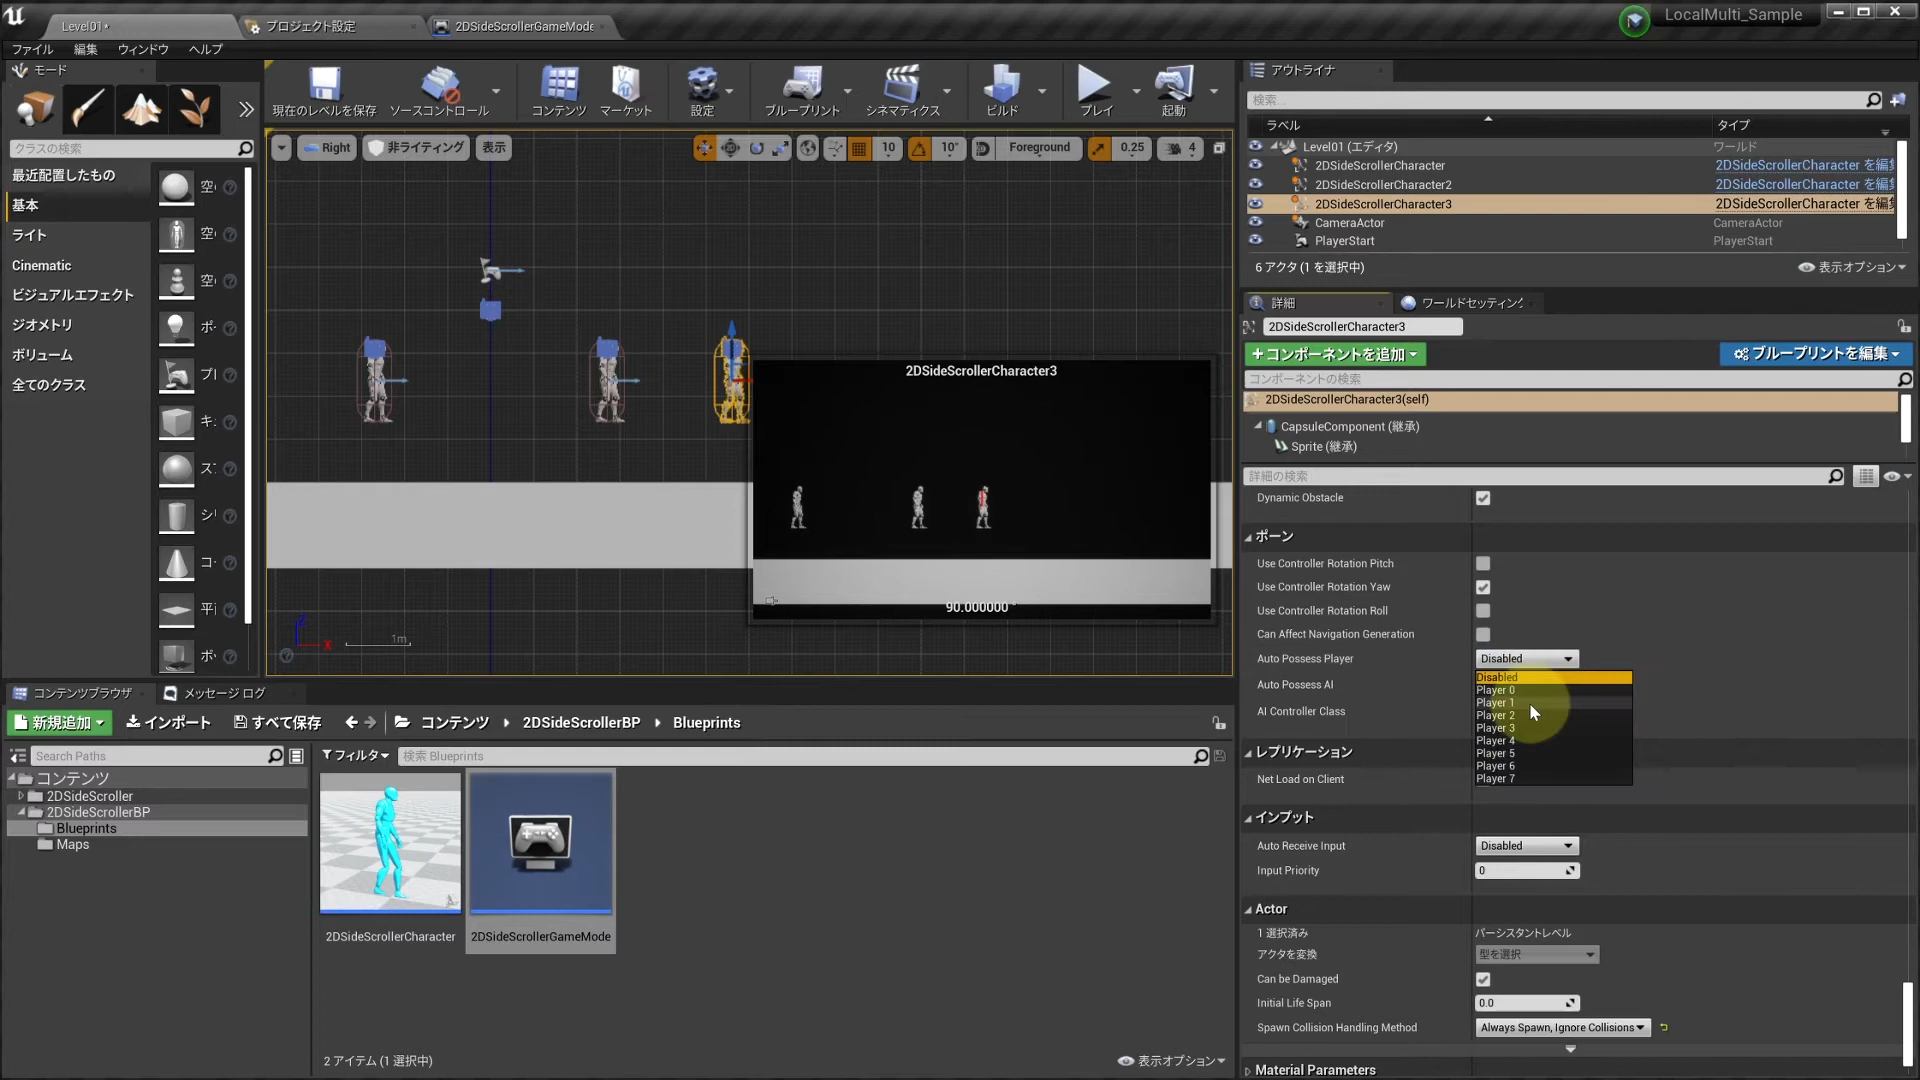 Level01*
プロジェクト設定
2DSideScrollerGameMode
LocalMulti_Sample
ファイル
編集
ウィンドウ
ヘルプ
モード
クラスの検索
最近配置したもの
基本
ライト
Cinematic
ビジュアルエフェクト
ジオメトリ
ボリューム
全てのクラス
空
空
空
ポ
プ
キ
シ
コ
平
ポ
現在のレベルを保存
ソースコントロール
コンテンツ
マーケット
設定
ブループリント
シネマティクス
ビルド
プレイ
起動
Right
非ライティング
表示
10
10°
Foreground
0.25
4
2DSideScrollerCharacter3
90.000000 °
1m
Z
X
アウトライナ
検索...
ラベル
タイプ
Level01 (エディタ)
ワールド
2DSideScrollerCharacter
2DSideScrollerCharacter を編集
2DSideScrollerCharacter2
2DSideScrollerCharacter を編集
2DSideScrollerCharacter3
2DSideScrollerCharacter を編集
CameraActor
CameraActor
PlayerStart
PlayerStart
6 アクタ (1 を選択中)
表示オプション
詳細
ワールドセッティング
2DSideScrollerCharacter3
+コンポーネントを追加
ブループリントを編集
コンポーネントの検索
2DSideScrollerCharacter3(self)
CapsuleComponent (継承)
Sprite (継承)
詳細の検索
Dynamic Obstacle
ポーン
Use Controller Rotation Pitch
Use Controller Rotation Yaw
Use Controller Rotation Roll
Can Affect Navigation Generation
Auto Possess Player
Disabled
Auto Possess AI
AI Controller Class
Disabled
Player 0
Player 1
Player 2
Player 3
Player 4
Player 5
Player 6
Player 7
レプリケーション
Net Load on Client
インプット
Auto Receive Input
Disabled
Input Priority
0
Actor
1 選択済み
パーシスタントレベル
アクタを変換
型を選択
Can be Damaged
Initial Life Span
0.0
Spawn Collision Handling Method
Always Spawn, Ignore Collisions
Material Parameters
コンテンツブラウザ
メッセージ ログ
新規追加
インポート
すべて保存
コンテンツ
2DSideScrollerBP
Blueprints
Search Paths
フィルタ
検索 Blueprints
コンテンツ
2DSideScroller
2DSideScrollerBP
Blueprints
Maps
2DSideScrollerCharacter
2DSideScrollerGameMode
2 アイテム (1 選択中)
表示オプション